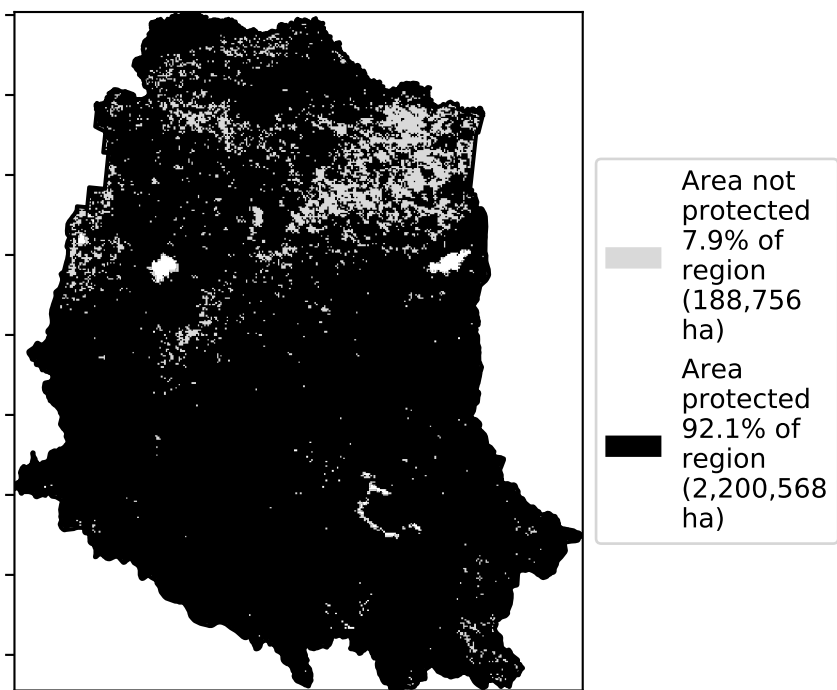 Area not
protected
7.9% of
region
(188,756
ha)
Area
protected
92.1% of
region
(2,200,568
ha)